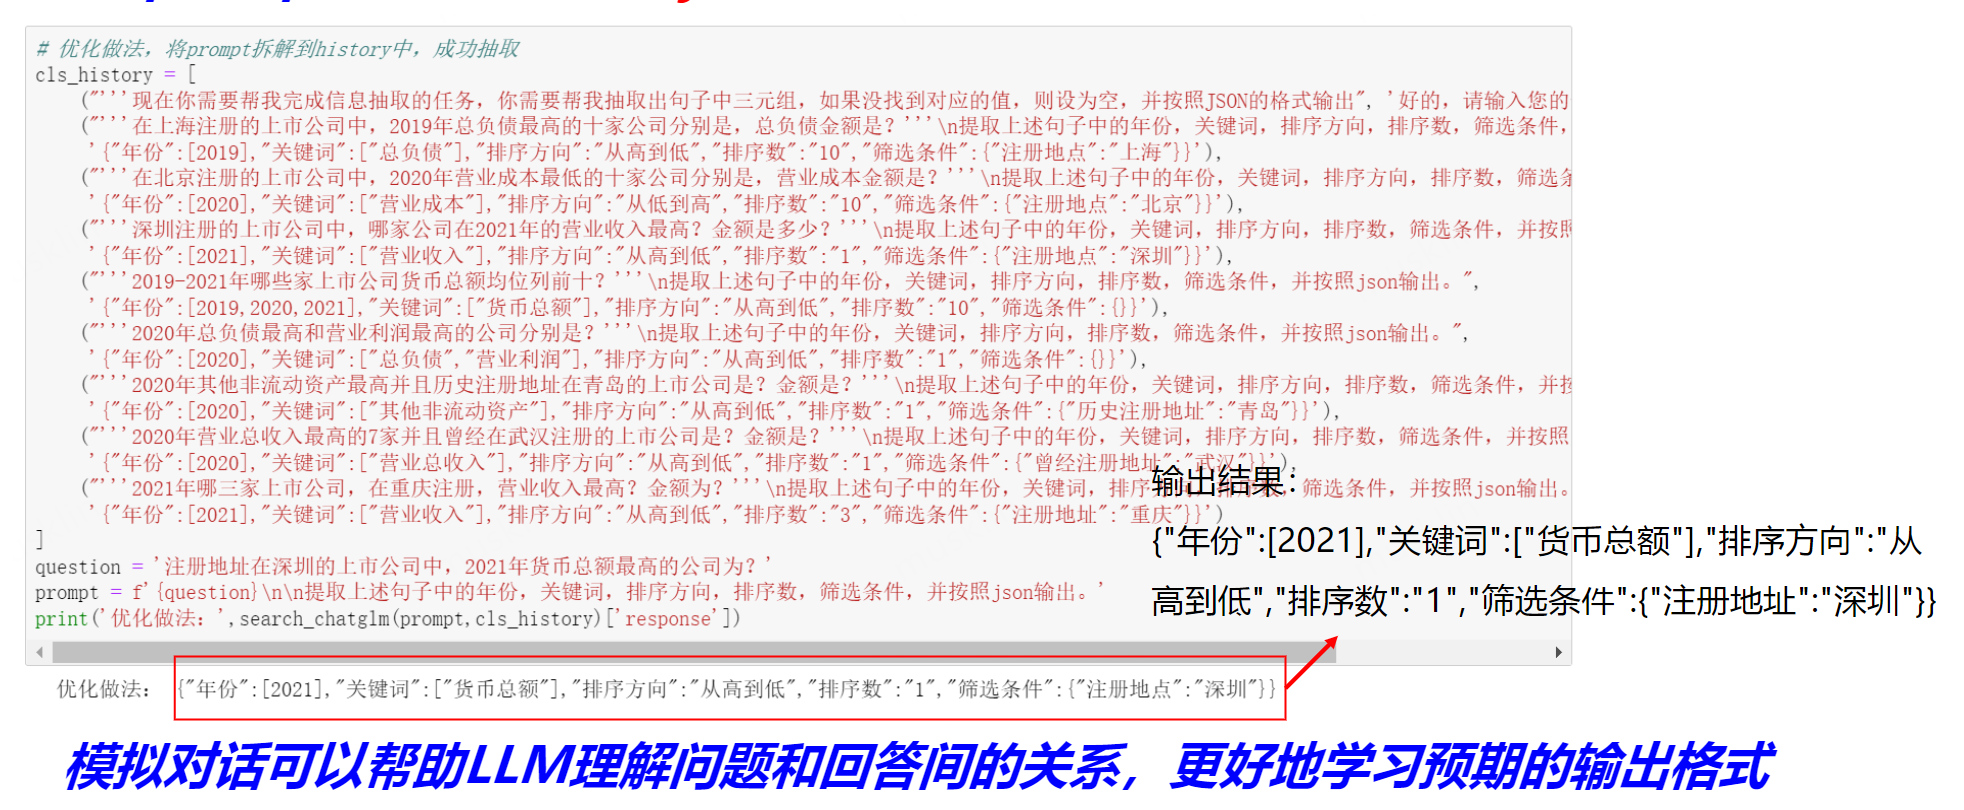 # 优化做法，将prompt拆解到history中，成功抽取
cls_history = [
("'''现在你需要帮我完成信息抽取的任务，你需要帮我抽取出句子中三元组，如果没找到对应的值，则设为空，并按照JSON的格式输出", '好的，请输入您的
("'''在上海注册的上市公司中，2019年总负债最高的十家公司分别是，总负债金额是？'''\n提取上述句子中的年份，关键词，排序方向，排序数，筛选条件，
'{"年份":[2019],"关键词":["总负债"],"排序方向":"从高到低","排序数":"10","筛选条件":{"注册地点":"上海"}}'),
("'''在北京注册的上市公司中，2020年营业成本最低的十家公司分别是，营业成本金额是？'''\n提取上述句子中的年份，关键词，排序方向，排序数，筛选条
'{"年份":[2020],"关键词":["营业成本"],"排序方向":"从低到高","排序数":"10","筛选条件":{"注册地点":"北京"}}'),
("'''深圳注册的上市公司中，哪家公司在2021年的营业收入最高？金额是多少？'''\n提取上述句子中的年份，关键词，排序方向，排序数，筛选条件，并按照
'{"年份":[2021],"关键词":["营业收入"],"排序方向":"从高到低","排序数":"1","筛选条件":{"注册地点":"深圳"}}'),
("'''2019-2021年哪些家上市公司货币总额均位列前十？'''\n提取上述句子中的年份，关键词，排序方向，排序数，筛选条件，并按照json输出。",
'{"年份":[2019,2020,2021],"关键词":["货币总额"],"排序方向":"从高到低","排序数":"10","筛选条件":{}}'),
("'''2020年总负债最高和营业利润最高的公司分别是？'''\n提取上述句子中的年份，关键词，排序方向，排序数，筛选条件，并按照json输出。",
'{"年份":[2020],"关键词":["总负债","营业利润"],"排序方向":"从高到低","排序数":"1","筛选条件":{}}'),
("'''2020年其他非流动资产最高并且历史注册地址在青岛的上市公司是？金额是？'''\n提取上述句子中的年份，关键词，排序方向，排序数，筛选条件，并按
'{"年份":[2020],"关键词":["其他非流动资产"],"排序方向":"从高到低","排序数":"1","筛选条件":{"历史注册地址":"青岛"}}'),
("'''2020年营业总收入最高的7家并且曾经在武汉注册的上市公司是？金额是？'''\n提取上述句子中的年份，关键词，排序方向，排序数，筛选条件，并按照
'{"年份":[2020],"关键词":["营业总收入"],"排序方向":"从高到低","排序数":"1","筛选条件":{"曾经注册地址":"武汉"}}'),
("'''2021年哪三家上市公司，在重庆注册，营业收入最高？金额为？'''\n提取上述句子中的年份，关键词，排序方向，排序数，筛选条件，并按照json输出。
'{"年份":[2021],"关键词":["营业收入"],"排序方向":"从高到低","排序数":"3","筛选条件":{"注册地址":"重庆"}}')
]
question = '注册地址在深圳的上市公司中，2021年货币总额最高的公司为？'
prompt = f'{question}\n\n提取上述句子中的年份，关键词，排序方向，排序数，筛选条件，并按照json输出。'
print('优化做法：',search_chatglm(prompt,cls_history)['response'])
输出结果：
{"年份":[2021],"关键词":["货币总额"],"排序方向":"从
高到低","排序数":"1","筛选条件":{"注册地址":"深圳"}}
优化做法： {"年份":[2021],"关键词":["货币总额"],"排序方向":"从高到低","排序数":"1","筛选条件":{"注册地点":"深圳"}}
模拟对话可以帮助LLM理解问题和回答间的关系，更好地学习预期的输出格式